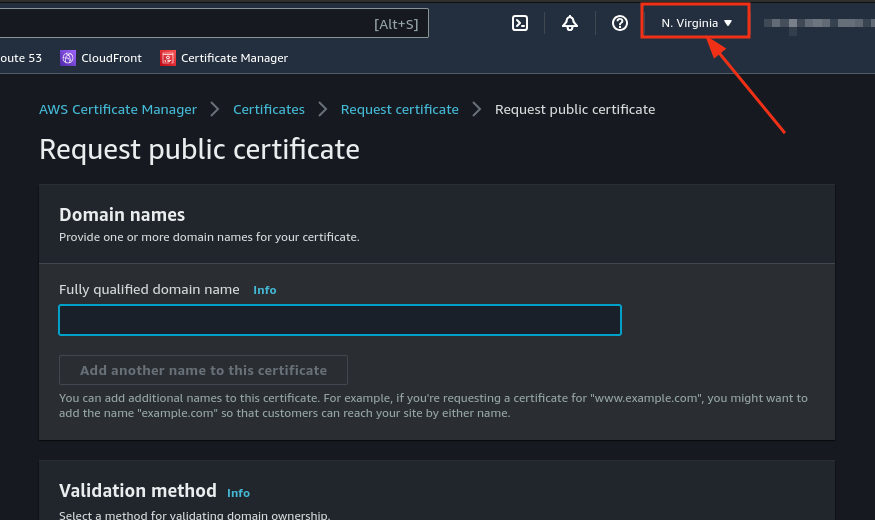 [Alt+S]
N. Virginia
oute 53
CloudFront
Certificate Manager
AWS Certificate Manager
Certificates
Request certificate
Request public certificate
Request public certificate
Domain names
Provide one or more domain names for your certificate.
Fully qualified domain name Info
Add another name to this certificate
You can add additional names to this certificate. For example, if you're requesting a certificate for "www.example.com", you might want to
add the name "example.com" so that customers can reach your site by either name.
Validation method Info
Select a method for validating domain ownership.